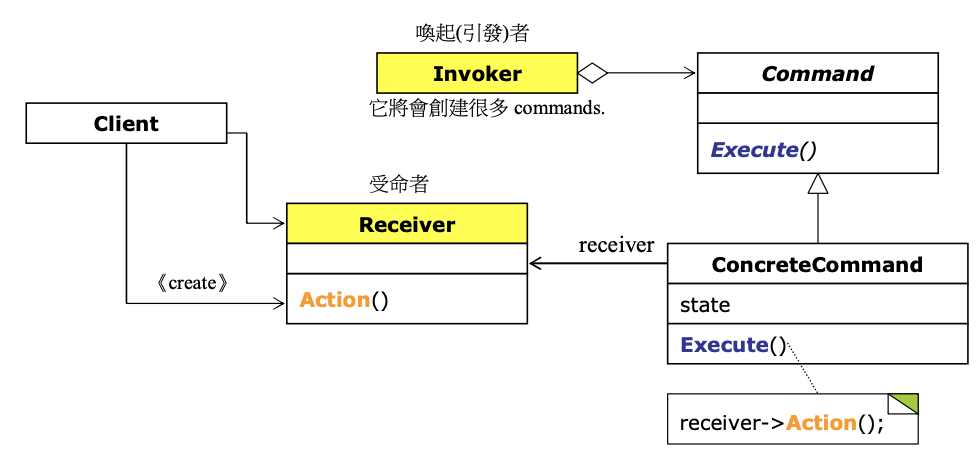 喚起(引發)者
Invoker
它將會創建很多 commands.
Command
Execute()
Client
受命者
Receiver
Action()
《create》
receiver
ConcreteCommand
state
Execute()
receiver->Action();